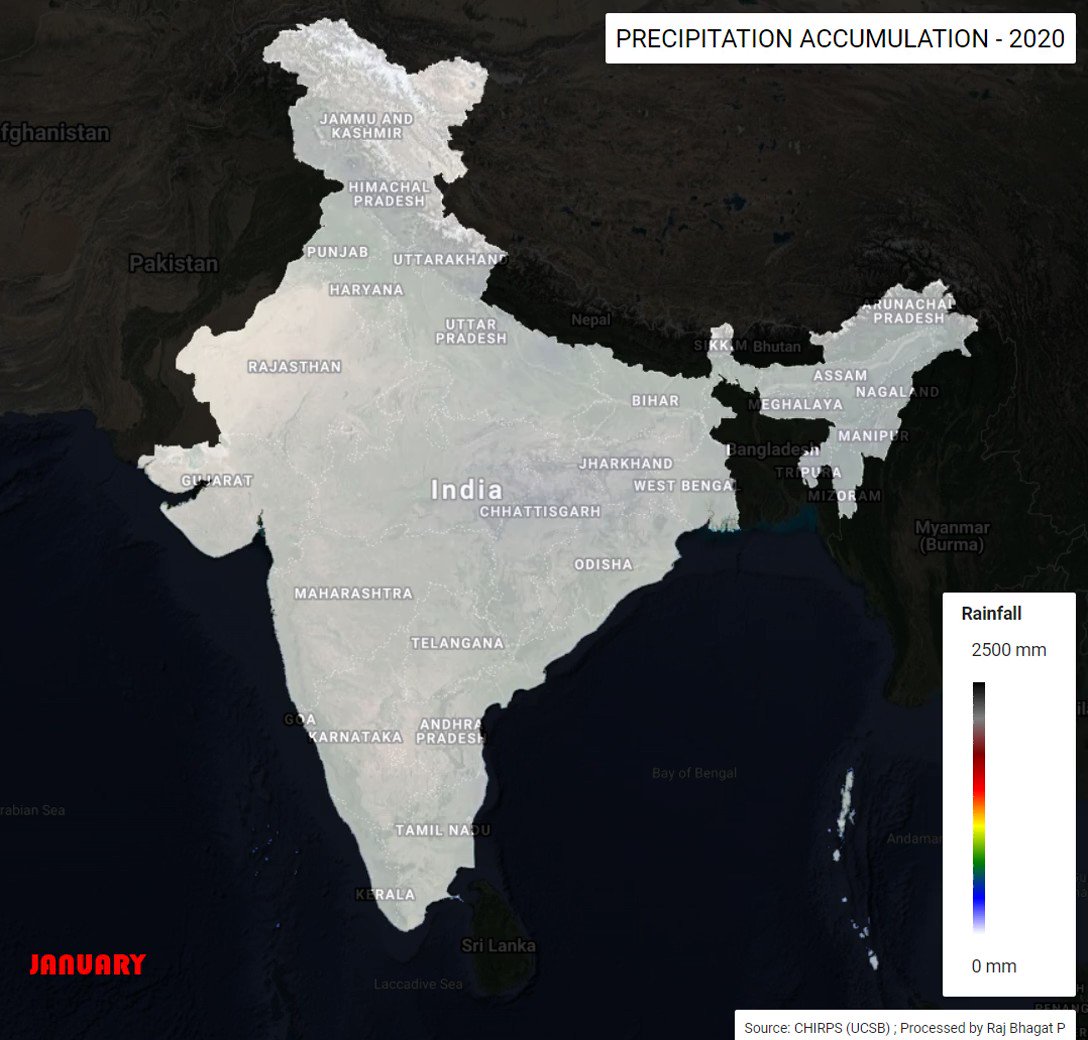 PRECIPITATION ACCUMULATION - 2020
JAMMU AND
KASHMIR
fghanistan
HIMACHAL
PRADESH
PUNJAB
UTTARAKHAND
Pakistan
HARYANA
ARUNACHAL
PRADESH
Nepal
UTTAR
PRADESH
SIKKIM
Bhutan
RAJASTHAN
ASSAM
NAGALAND
BIHAR
MEGHALAYA
MANIPUR
Bangladesh
JHARKHAND
TRIPURA
GUJARAT
WEST BENGA
India
MIZORAM
CHHATTISGARH
Myanmar
(Burma)
ODISHA
MAHARASHTRA
TELANGANA
GOA
KARNATAKA
ANDHRA
PRADESH
Bay of Bengal
rabian Sea
TAMIL NADU
Andaman
KERALA
Sri Lanka
Laccadive Sea
JANUARY
Rainfall
2500 mm
0 mm
PENANG
Source: CHIRPS (UCSB) ; Processed by Raj Bhagat P